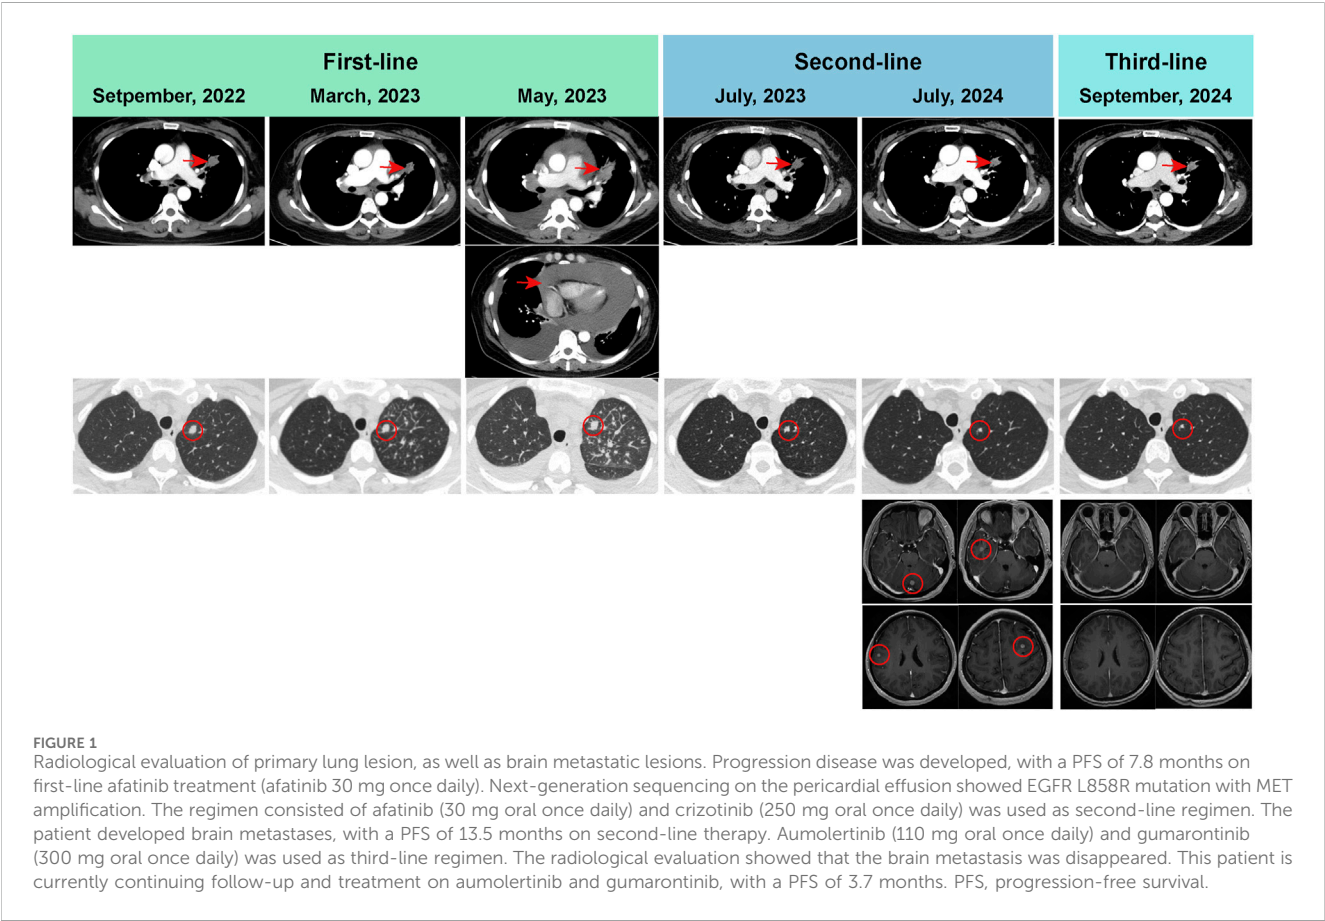 First-line
Second-line
Third-line
Setpember, 2022
March, 2023
May, 2023
July, 2023
July, 2024
September, 2024
FIGURE 1
Radiological evaluation of primary lung lesion, as well as brain metastatic lesions. Progression disease was developed, with a PFS of 7.8 months on
first-line afatinib treatment (afatinib 30 mg once daily). Next-generation sequencing on the pericardial effusion showed EGFR L858R mutation with MET
amplification. The regimen consisted of afatinib (30 mg oral once daily) and crizotinib (250 mg oral once daily) was used as second-line regimen. The
patient developed brain metastases, with a PFS of 13.5 months on second-line therapy. Aumolertinib (110 mg oral once daily) and gumarontinib
(300 mg oral once daily) was used as third-line regimen. The radiological evaluation showed that the brain metastasis was disappeared. This patient is
currently continuing follow-up and treatment on aumolertinib and gumarontinib, with a PFS of 3.7 months. PFS, progression-free survival.